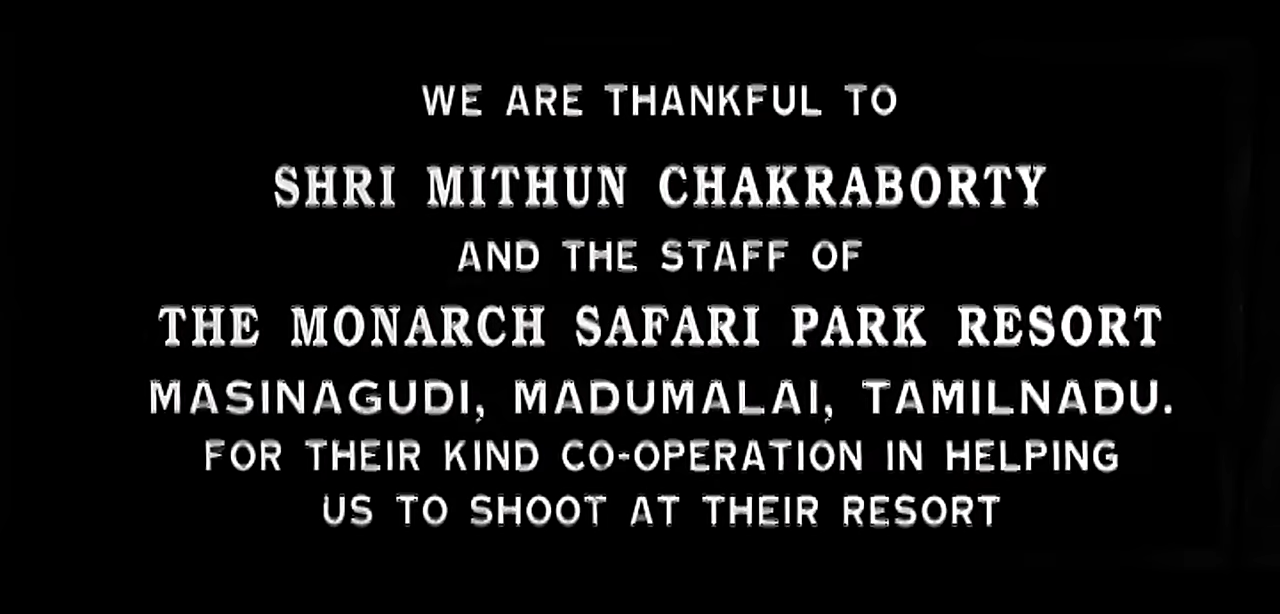 WE ARE THANKFUL TO
SHRI MITHUN CHAKRABORTY
AND THE STAFF OF
THE MONARCH SAFARI PARK RESORT
MASINAGUDI, MADUMALAI, TAMILNADU.
FOR THEIR KIND CO-OPERATION IN HELPING
US TO SHOOT AT THEIR RESORT